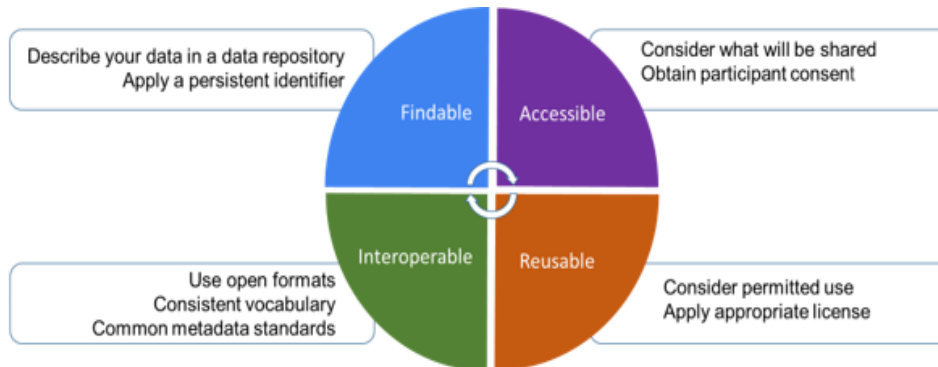 Describe your data in a data repository
Apply a persistent identifier
Findable
Accessible
Consider what will be shared
Obtain participant consent
Use open formats
Consistent vocabulary
Common metadata standards
Interoperable
Reusable
Consider permitted use
Apply appropriate license